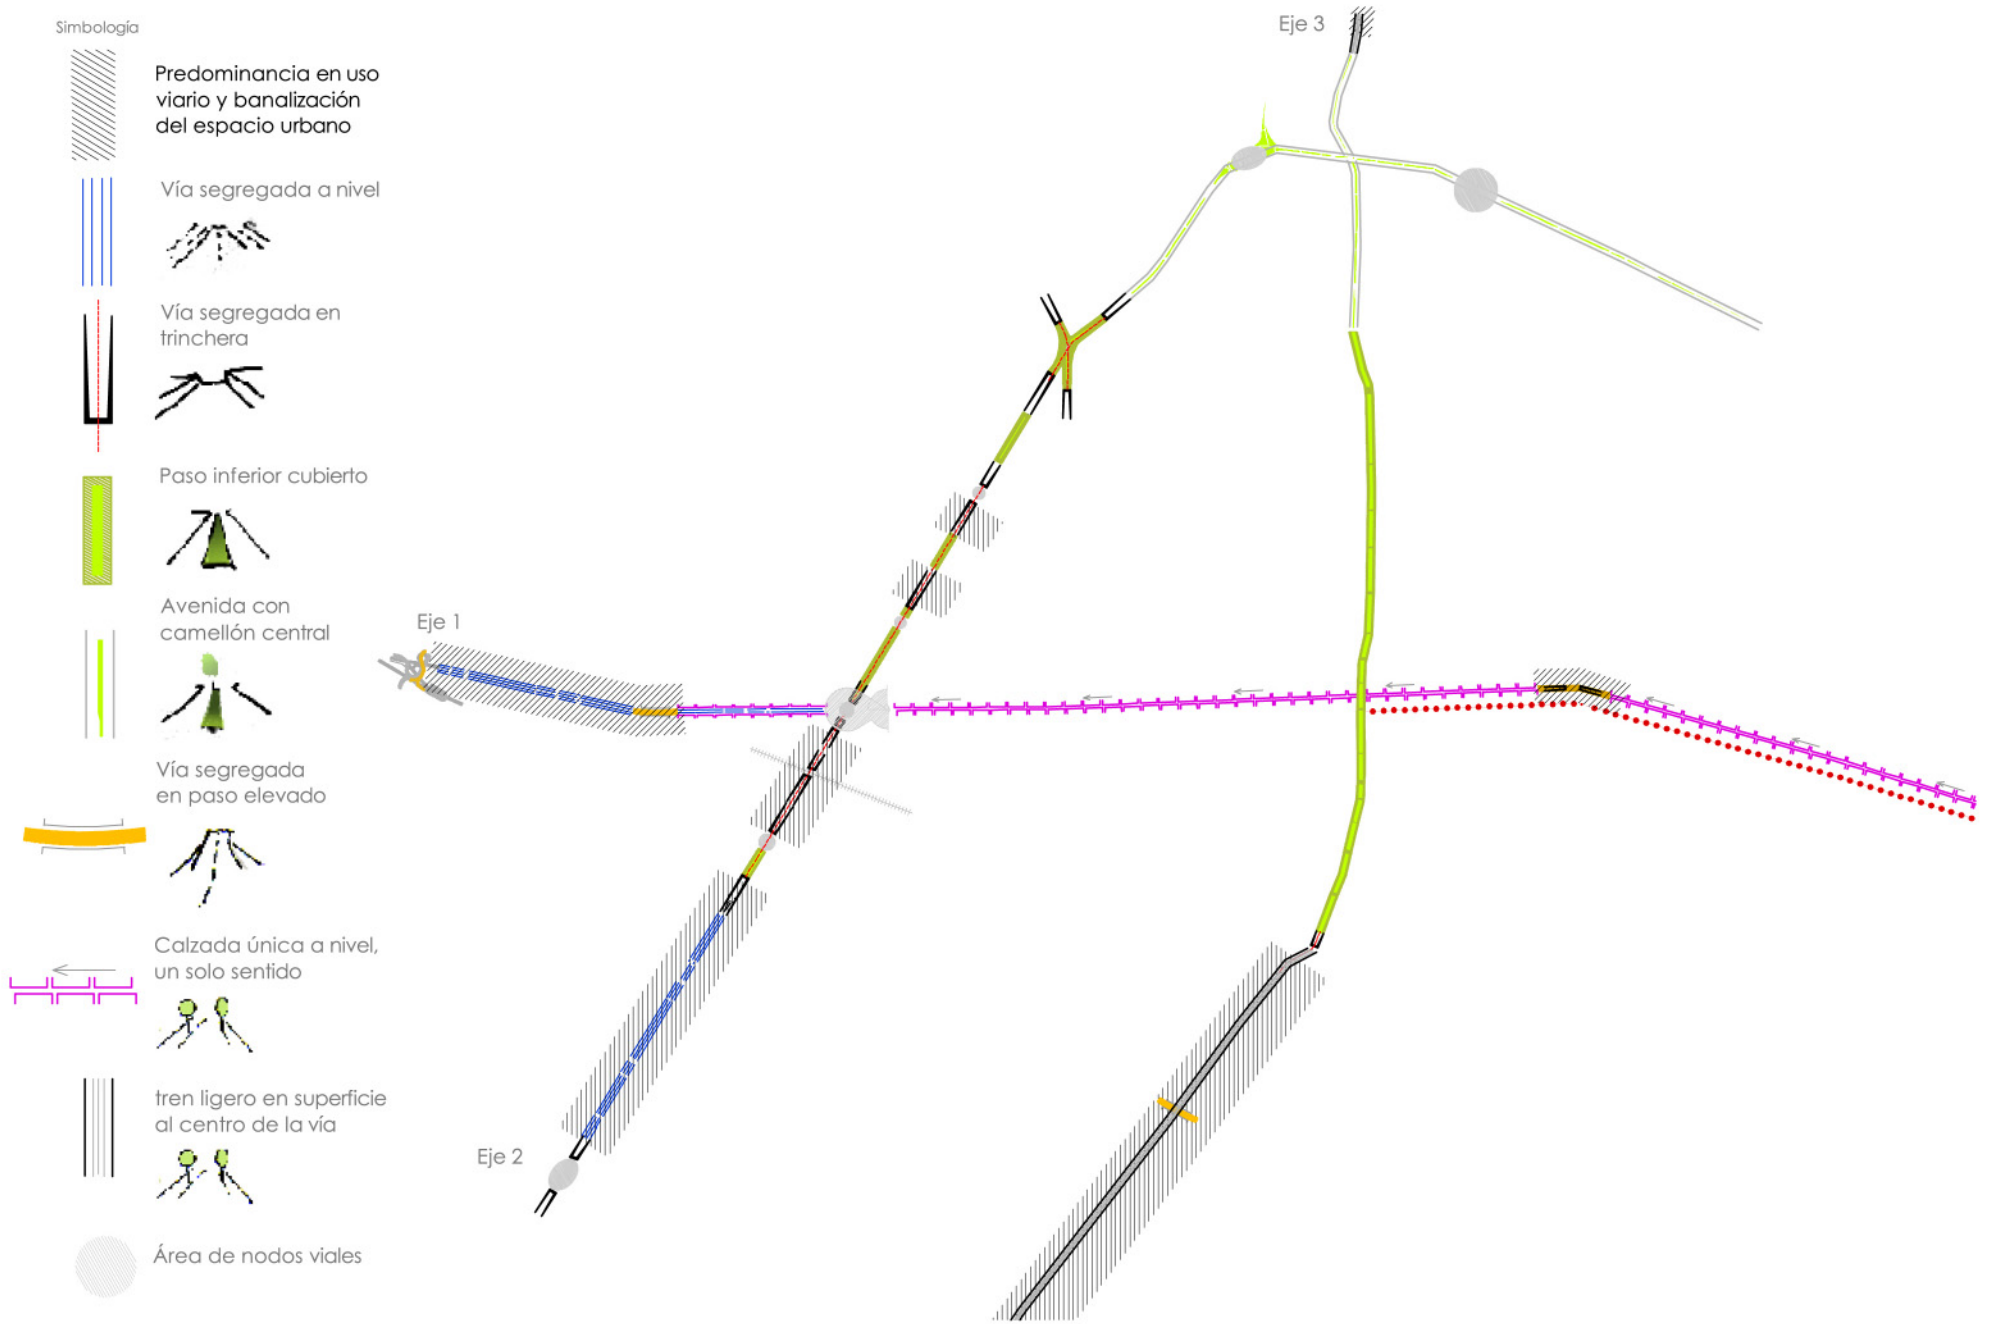 Simbología
Predominancia en uso
viario y banalización
del espacio urbano
Vía segregada a nivel
Vía segregada en
trinchera
Paso inferior cubierto
Avenida con
camellón central
Vía segregada
en paso elevado
Calzada única a nivel,
un solo sentido
tren ligero en superficie
al centro de la vía
Área de nodos viales
Eje 3
Eje 1
Eje 2